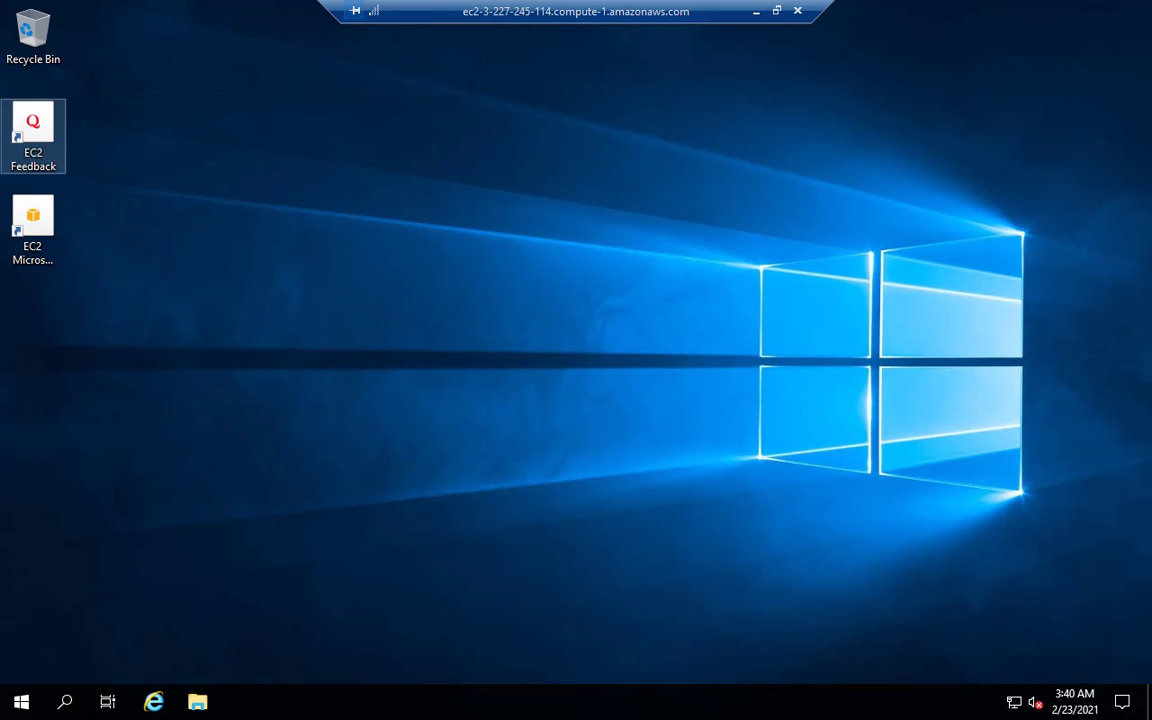 ec2-3-227-245-114.compute-1.amazonaws.com
Recycle Bin
Q
EC2
Feedback
EC2
Micros...
3:40 AM
2/23/2021